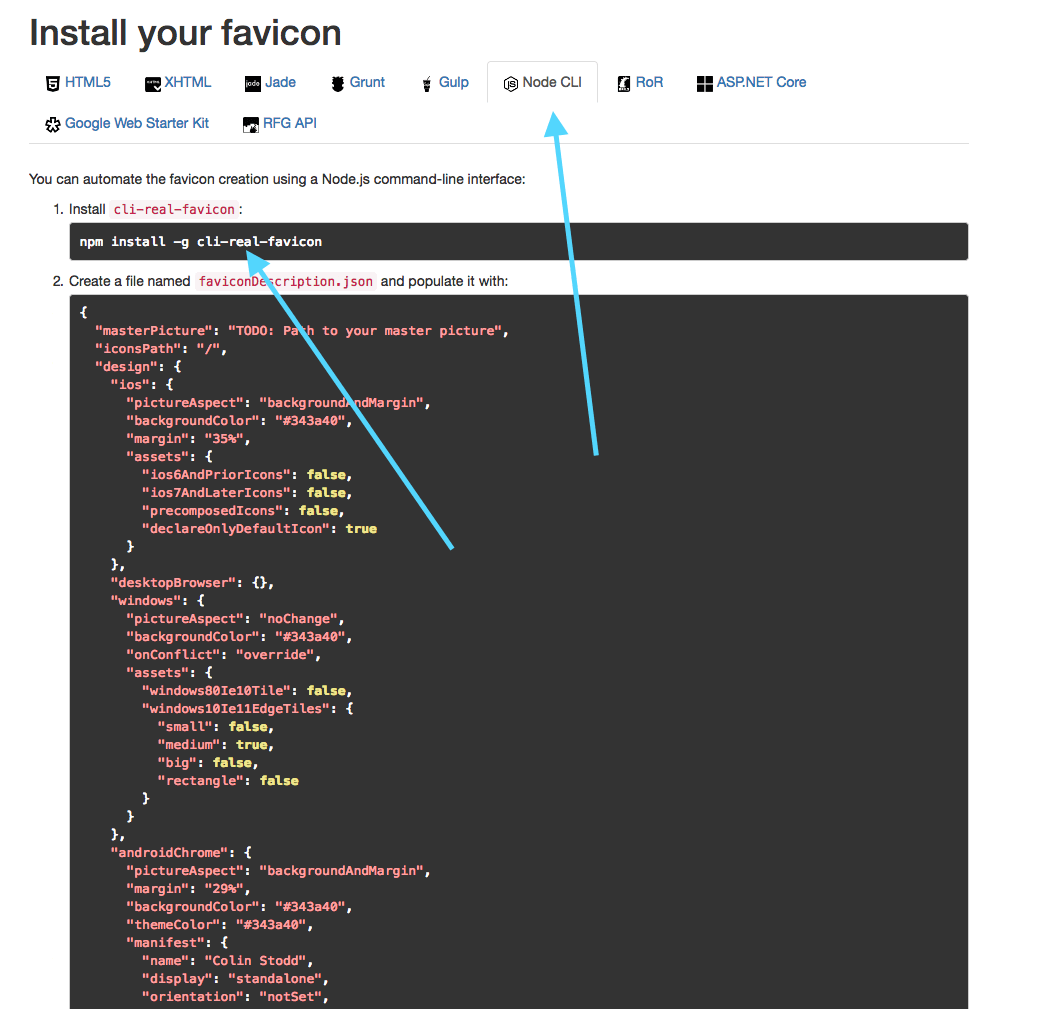 Install your favicon
HTML5 XHTML Jade Grunt Gulp Node CLI RoR ASP.NET Core
Google Web Starter Kit RFG API
You can automate the favicon creation using a Node.js command-line interface:
1. Install cli-real-favicon :
npm install -g cli-real-favicon
2. Create a file named faviconDescription.json and populate it with:
{
"masterPicture": "TODO: Path to your master picture",
"iconsPath": "/",
"design": {
"ios": {
"pictureAspect": "backgroundAndMargin",
"backgroundColor": "#343a40",
"margin": "35%",
"assets": {
"ios6AndPriorIcons": false,
"ios7AndLaterIcons": false,
"precomposedIcons": false,
"declareOnlyDefaultIcon": true
}
},
"desktopBrowser": {},
"windows": {
"pictureAspect": "noChange",
"backgroundColor": "#343a40",
"onConflict": "override",
"assets": {
"windows80Ie10Tile": false,
"windows10Ie11EdgeTiles": {
"small": false,
"medium": true,
"big": false,
"rectangle": false
}
}
},
"androidChrome": {
"pictureAspect": "backgroundAndMargin",
"margin": "29%",
"backgroundColor": "#343a40",
"themeColor": "#343a40",
"manifest": {
"name": "Colin Stodd",
"display": "standalone",
"orientation": "notSet",